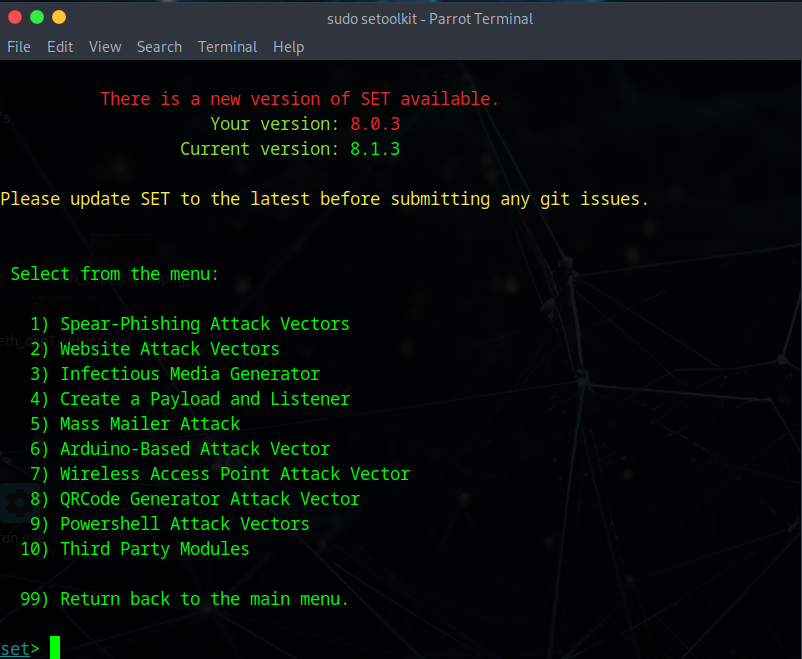 sudo setoolkit - Parrot Terminal
File Edit View Search Terminal Help
There is a new version of SET available.
Your version: 8.0.3
Current version: 8.1.3
Please update SET to the latest before submitting any git issues.
Select from the menu:
1) Spear-Phishing Attack Vectors
2) Website Attack Vectors
3) Infectious Media Generator
4) Create a Payload and Listener
5) Mass Mailer Attack
6) Arduino-Based Attack Vector
7) Wireless Access Point Attack Vector
8) QRCode Generator Attack Vector
9) Powershell Attack Vectors
10) Third Party Modules
99) Return back to the main menu.
set>